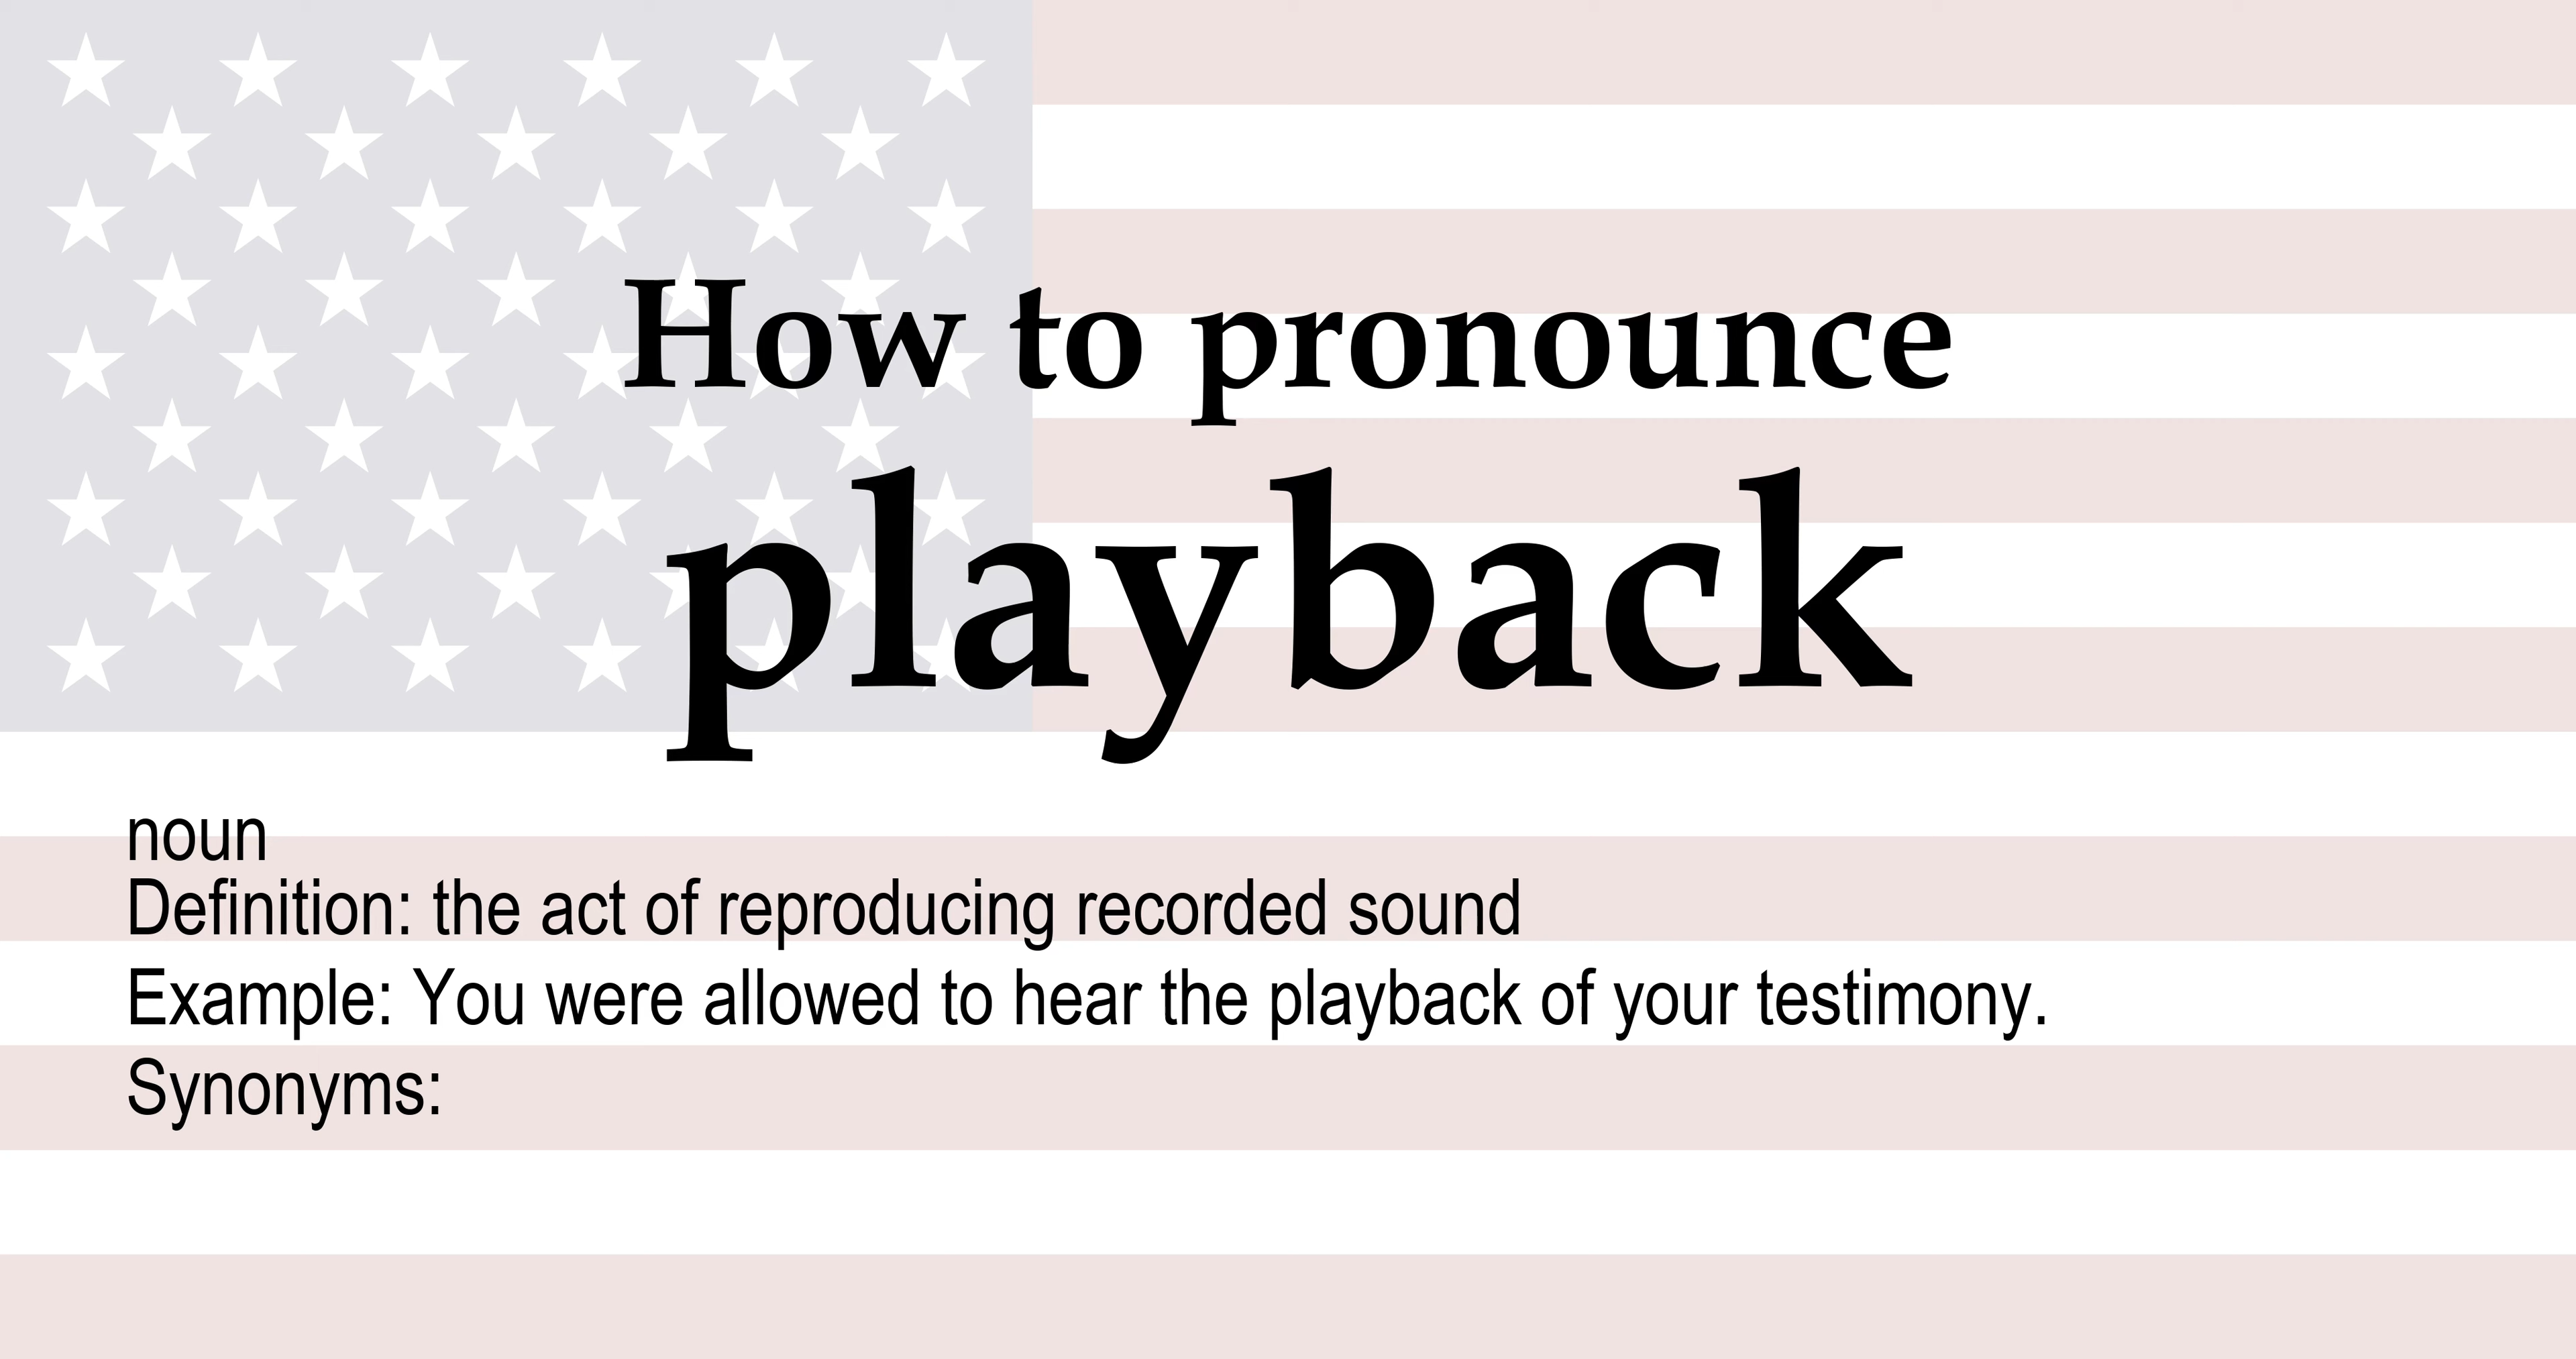 How to pronounce
playback
noun
Definition: the act of reproducing recorded sound
Example: You were allowed to hear the playback of your testimony.
Synonyms: